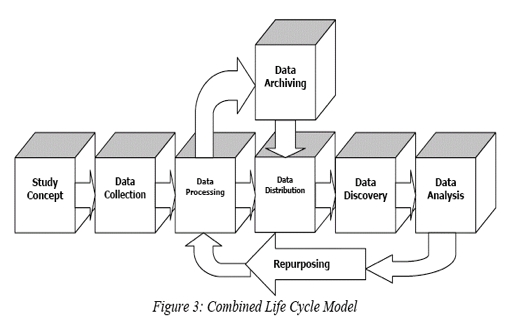 Data
Archiving
Study
Concept
Data
Collection
Data
Processing
Data
Distribution
Data
Discovery
Data
Analysis
Repurposing
Figure 3: Combined Life Cycle Model